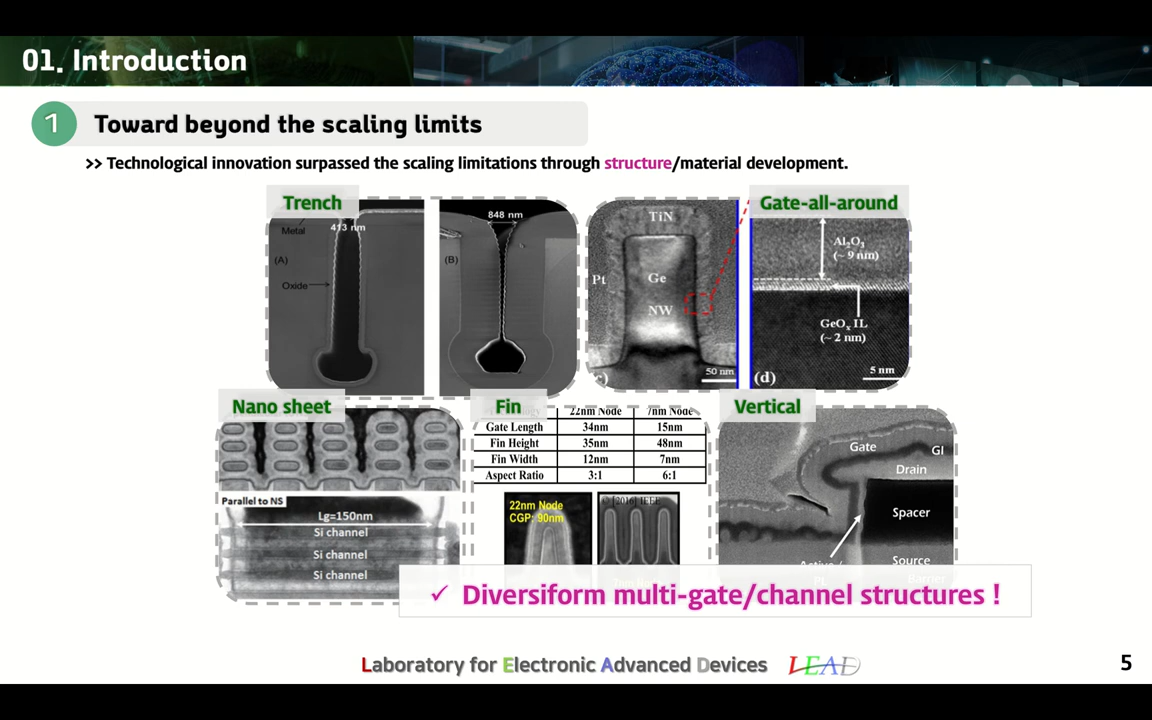 01. Introduction
1 Toward beyond the scaling limits
>> Technological innovation surpassed the scaling limitations through structure/material development.
Trench
Metal
413 nm
(A)
Oxide
848 nm
(B)
TiN
Pt
Ge
NW
50 nm
Gate-all-around
Al₂O₃
(~ 9 nm)
GeOₓ IL
(~ 2 nm)
(d)
5 nm
Nano sheet
Parallel to NS
Lg=150nm
Si channel
Si channel
Si channel
Fin
22nm Node 7nm Node
Gate Length 34nm 15nm
Fin Height 35nm 48nm
Fin Width 12nm 7nm
Aspect Ratio 3:1 6:1
22nm Node
CGP: 90nm
[2016] IEEE
Vertical
Gate
GI
Drain
Spacer
Source
✓ Diversiform multi-gate/channel structures !
Laboratory for Electronic Advanced Devices LEAD
5